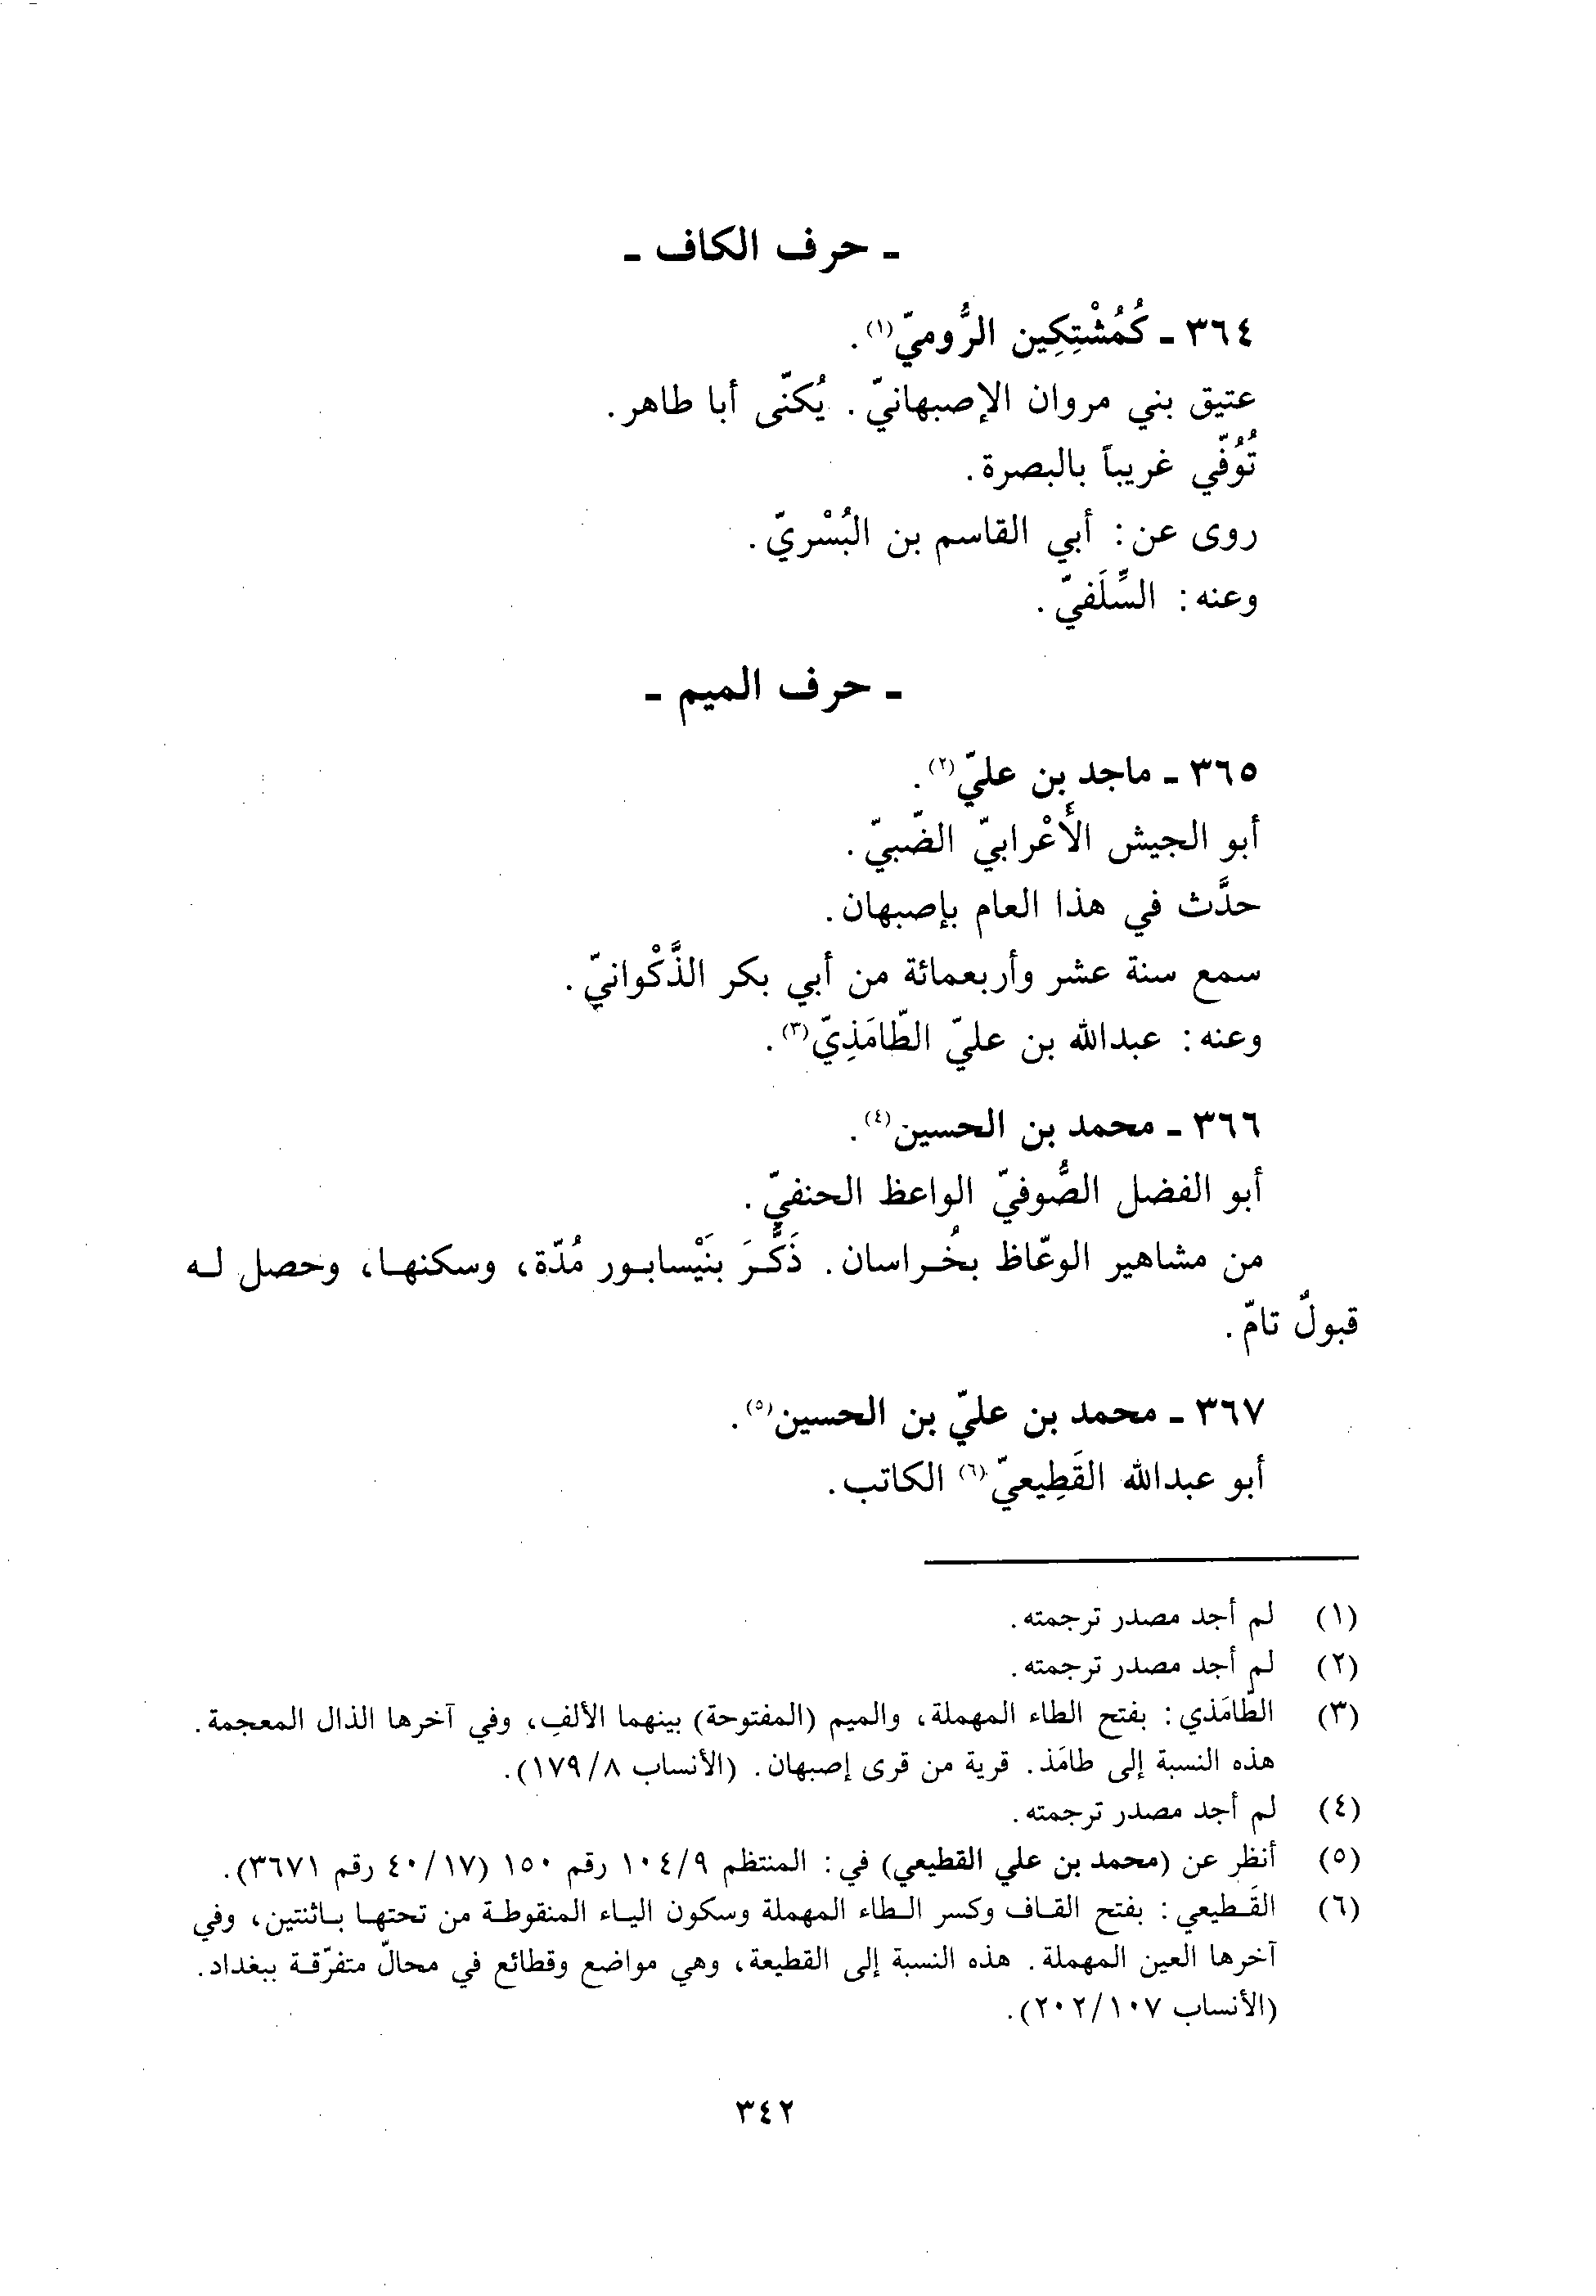 ـ حرف الكاف ـ
٣٦٤ ـ كُمُشْتِكِين الرُّوميّ(١).
عتيق بني مروان الإصبهانيّ. يُكنّى أبا طاهر.
تُوُفّي غريباً بالبصرة.
روى عن: أبي القاسم بن البُسْريّ.
وعنه: السِّلَفيّ.
ـ حرف الميم ـ
٣٦٥ ـ ماجد بن عليّ(٢).
أبو الجيش الأَعْرابيّ الضّبيّ.
حدَّث في هذا العام بإصبهان.
سمع سنة عشر وأربعمائة من أبي بكر الذَّكْوانيّ.
وعنه: عبدالله بن عليّ الطّامَذِيّ(٣).
٣٦٦ ـ محمد بن الحسين(٤).
أبو الفضل الصُّوفيّ الواعظ الحنفيّ.
من مشاهير الوعّاظ بخُراسان. ذَكَّرَ بنَيْسابور مُدّة، وسكنها، وحصل له
قبولٌ تامّ.
٣٦٧ ـ محمد بن عليّ بن الحسين(٥).
أبو عبدالله القَطِيعيّ(٦) الكاتب.
(١) لم أجد مصدر ترجمته.
(٢) لم أجد مصدر ترجمته.
(٣) الطّامَذي: بفتح الطاء المهملة، والميم (المفتوحة) بينهما الألف، وفي آخرها الذال المعجمة.
هذه النسبة إلى طامَذ. قرية من قرى إصبهان. (الأنساب ٨/١٧٩).
(٤) لم أجد مصدر ترجمته.
(٥) أنظر عن (محمد بن علي القطيعي) في: المنتظم ٩/١٠٤ رقم ١٥٠ (١٧/٤٠ رقم ٣٦٧١).
(٦) القَطيعي: بفتح القاف وكسر الطاء المهملة وسكون الياء المنقوطة من تحتها باثنتين، وفي
آخرها العين المهملة. هذه النسبة إلى القطيعة، وهي مواضع وقطائع في محالّ متفرّقة ببغداد.
(الأنساب ١٠٧/٢٠٢).
٣٤٢